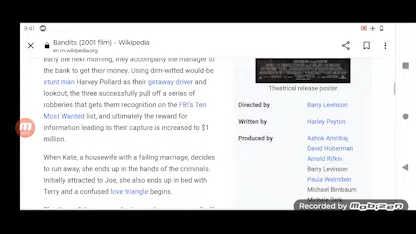 9:41
Bandits (2001 film) - Wikipedia
en.m.wikipedia.org
early the next morning, they accompany the manager to
the bank to get their money. Using dim-witted would-be
stunt man Harvey Pollard as their getaway driver and
lookout, the three successfully pull off a series of
robberies that gets them recognition on the FBI's Ten
Most Wanted list, and ultimately the reward for
information leading to their capture is increased to $1
million.
When Kate, a housewife with a failing marriage, decides
to run away, she ends up in the hands of the criminals.
Initially attracted to Joe, she also ends up in bed with
Terry and a confused love triangle begins.
Theatrical release poster
Directed by Barry Levinson
Written by Harley Peyton
Produced by Ashok Amritraj
David Hoberman
Arnold Rifkin
Barry Levinson
Paula Weinstein
Michael Birnbaum
Recorded by mobizen